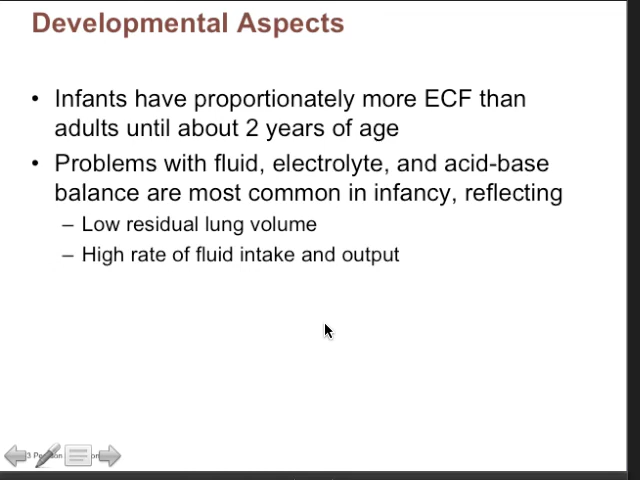 Developmental Aspects
• Infants have proportionately more ECF than
adults until about 2 years of age
• Problems with fluid, electrolyte, and acid-base
balance are most common in infancy, reflecting
– Low residual lung volume
– High rate of fluid intake and output